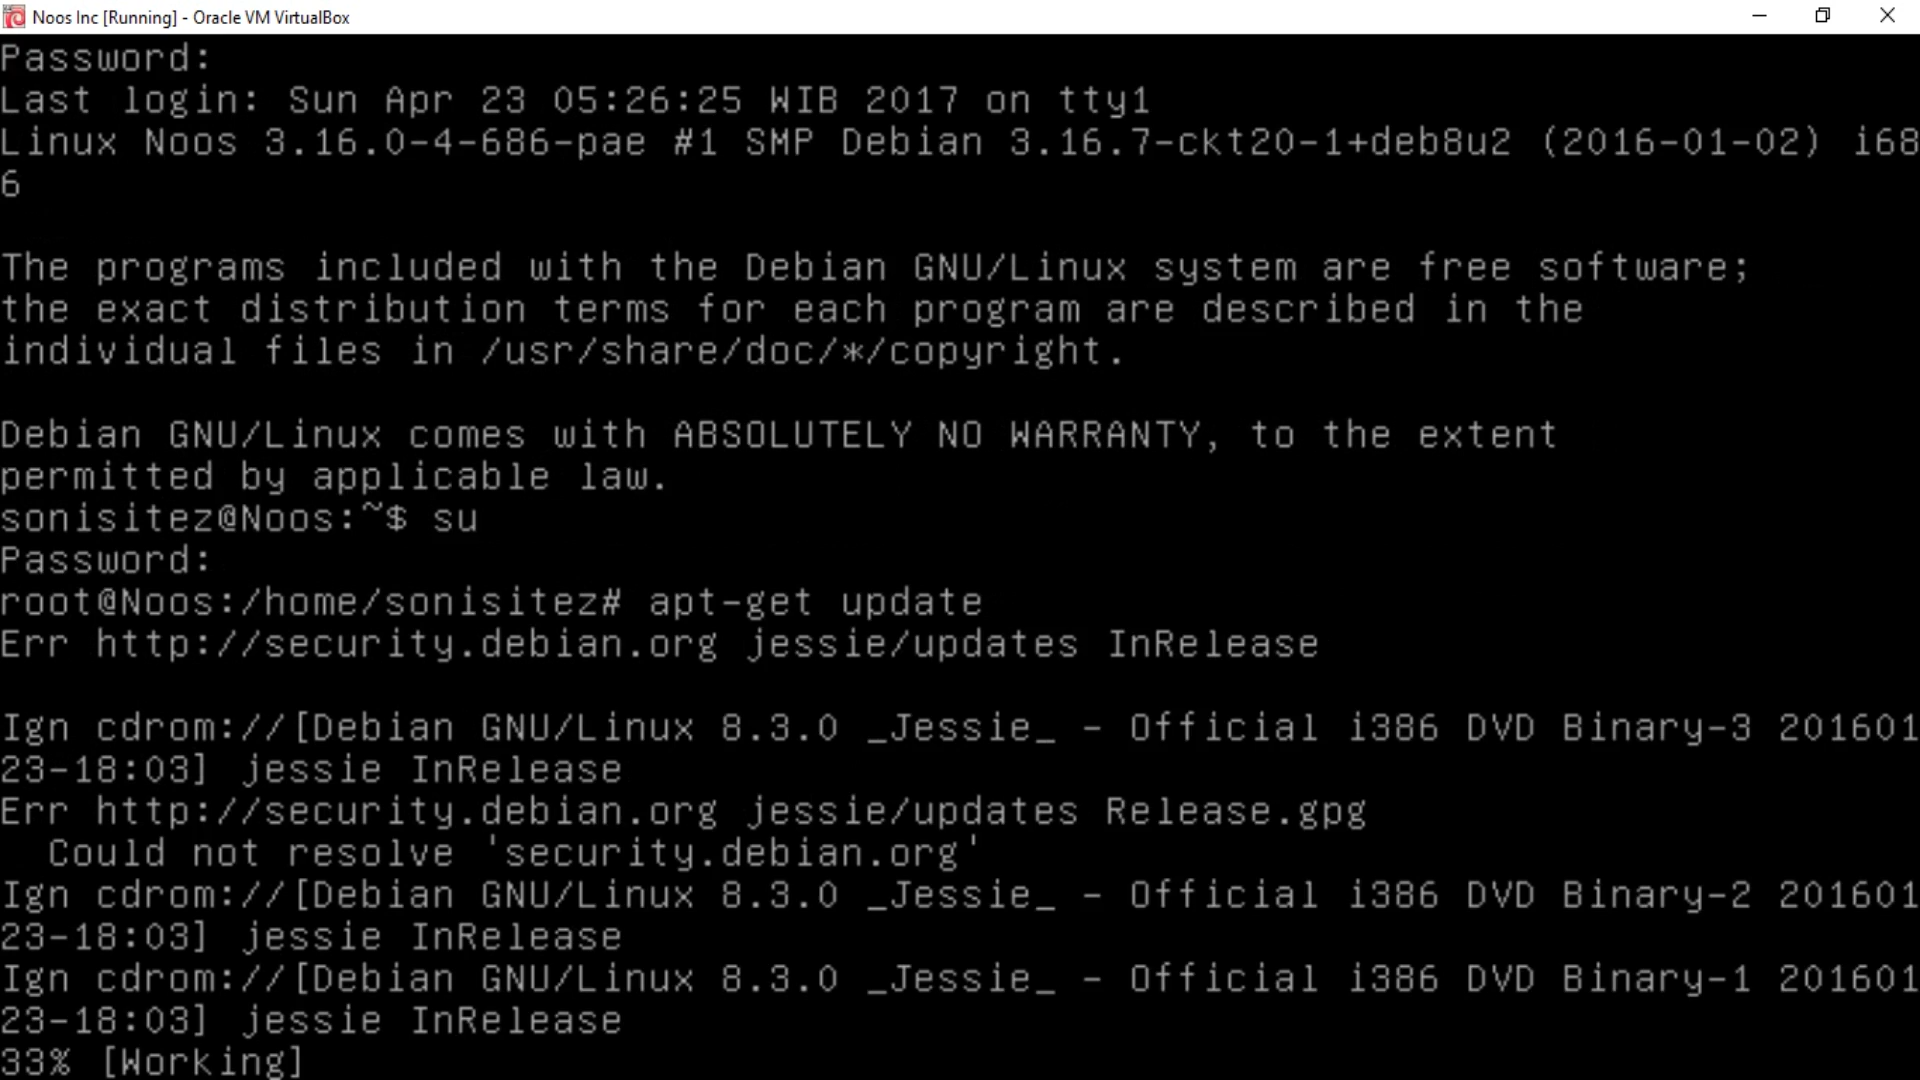 Noos Inc [Running] - Oracle VM VirtualBox
Password:
Last login: Sun Apr 23 05:26:25 WIB 2017 on tty1
Linux Noos 3.16.0-4-686-pae #1 SMP Debian 3.16.7-ckt20-1+deb8u2 (2016-01-02) i68
6
The programs included with the Debian GNU/Linux system are free software;
the exact distribution terms for each program are described in the
individual files in /usr/share/doc/*/copyright.
Debian GNU/Linux comes with ABSOLUTELY NO WARRANTY, to the extent
permitted by applicable law.
sonisitez@Noos:~$ su
Password:
root@Noos:/home/sonisitez# apt-get update
Err http://security.debian.org jessie/updates InRelease
Ign cdrom://[Debian GNU/Linux 8.3.0 _Jessie_ - Official i386 DVD Binary-3 201601
23-18:03] jessie InRelease
Err http://security.debian.org jessie/updates Release.gpg
  Could not resolve 'security.debian.org'
Ign cdrom://[Debian GNU/Linux 8.3.0 _Jessie_ - Official i386 DVD Binary-2 201601
23-18:03] jessie InRelease
Ign cdrom://[Debian GNU/Linux 8.3.0 _Jessie_ - Official i386 DVD Binary-1 201601
23-18:03] jessie InRelease
33% [Working]